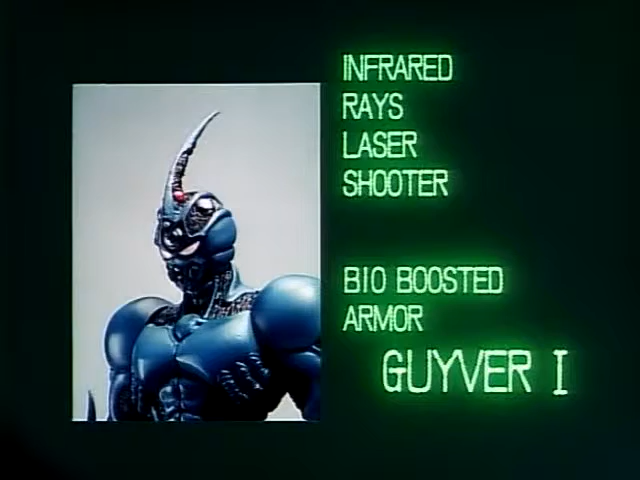 INFRARED
RAYS
LASER
SHOOTER
BIO BOOSTED
ARMOR
GUYVER I